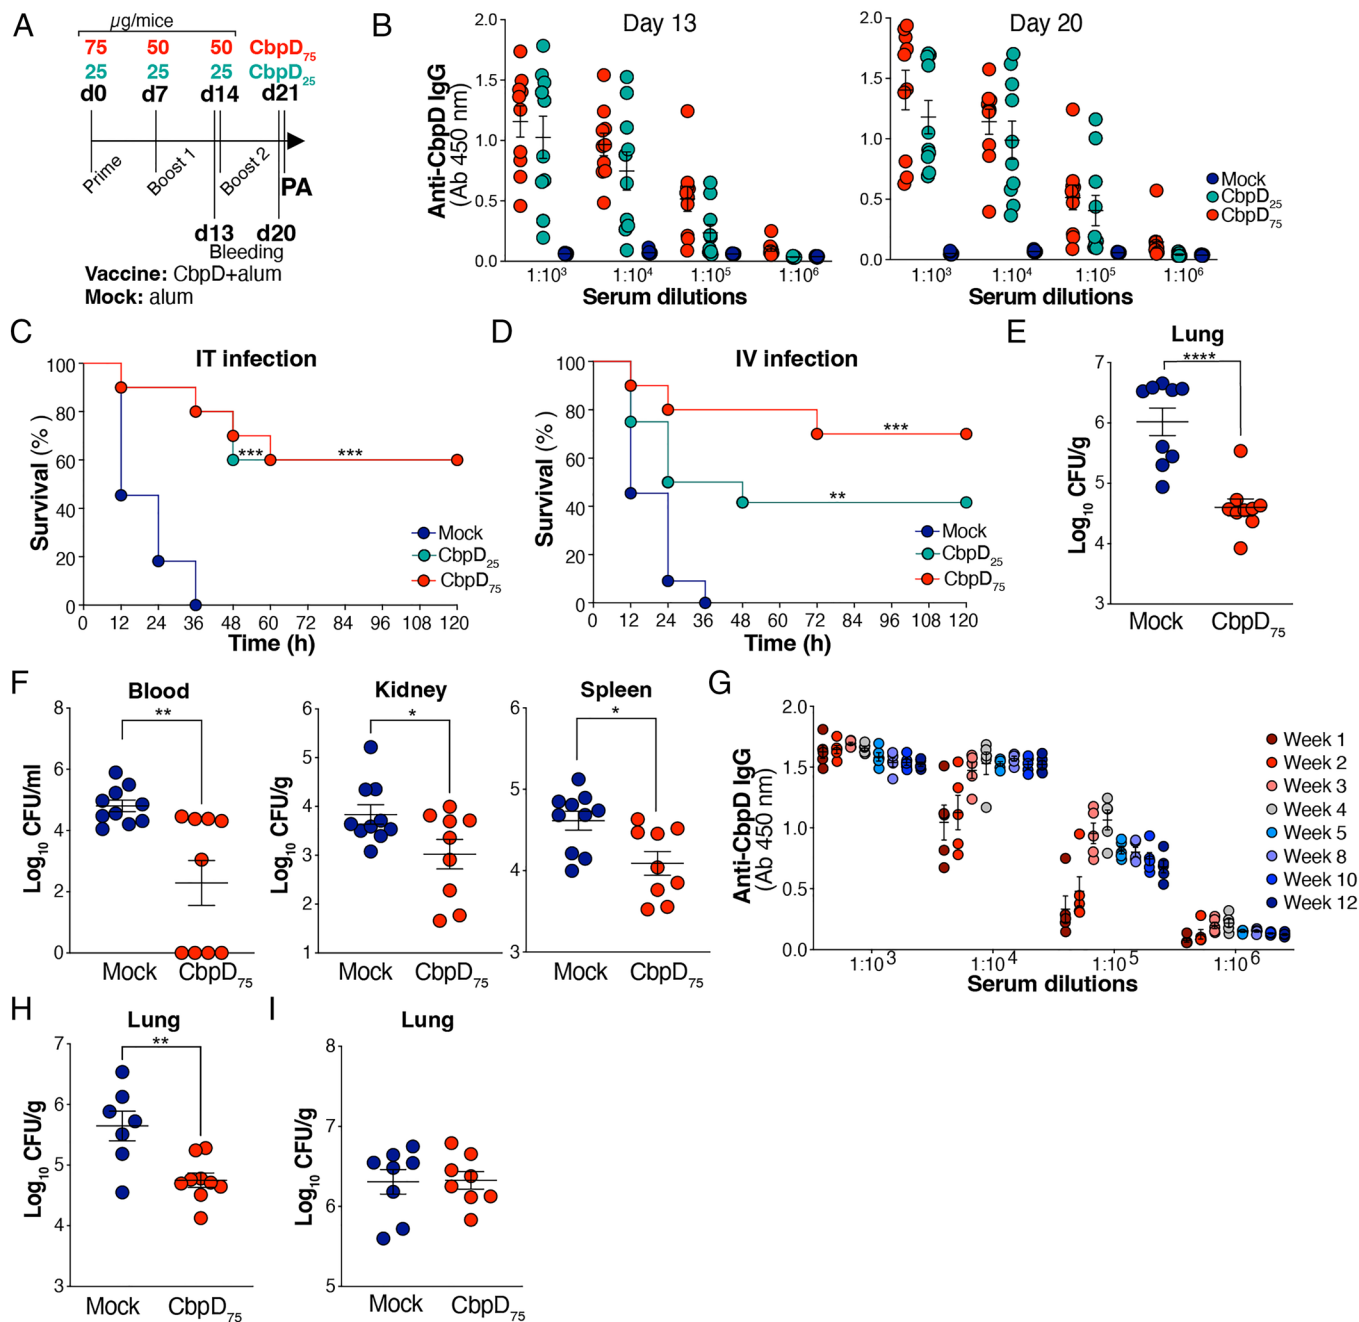 A
µg/mice
75 50 50 CbpD75
25 25 25 CbpD25
d0 d7 d14 d21
Prime Boost 1 Boost 2 PA
d13 d20
Bleeding
Vaccine: CbpD+alum
Mock: alum
B
Day 13
Anti-CbpD IgG
(Ab 450 nm)
2.0
1.5
1.0
0.5
0.0
1:10³ 1:10⁴ 1:10⁵ 1:10⁶
Serum dilutions
Day 20
2.0
1.5
1.0
0.5
0.0
1:10³ 1:10⁴ 1:10⁵ 1:10⁶
Serum dilutions
Mock
CbpD25
CbpD75
C
IT infection
Survival (%)
100
80
60
40
20
0
*** ***
Mock
CbpD25
CbpD75
0 12 24 36 48 60 72 84 96 108 120
Time (h)
D
IV infection
Survival (%)
100
80
60
40
20
0
***
**
Mock
CbpD25
CbpD75
0 12 24 36 48 60 72 84 96 108 120
Time (h)
E
Lung
****
Log10 CFU/g
7
6
5
4
3
Mock CbpD75
F
Blood
**
Log10 CFU/ml
8
6
4
2
0
Mock CbpD75
Kidney
*
Log10 CFU/g
6
5
4
3
2
1
Mock CbpD75
Spleen
*
6
5
4
3
Mock CbpD75
G
Anti-CbpD IgG
(Ab 450 nm)
2.0
1.5
1.0
0.5
0.0
1:10³ 1:10⁴ 1:10⁵ 1:10⁶
Serum dilutions
Week 1
Week 2
Week 3
Week 4
Week 5
Week 8
Week 10
Week 12
H
Lung
**
Log10 CFU/g
7
6
5
4
3
Mock CbpD75
I
Lung
Log10 CFU/g
8
7
6
5
Mock CbpD75